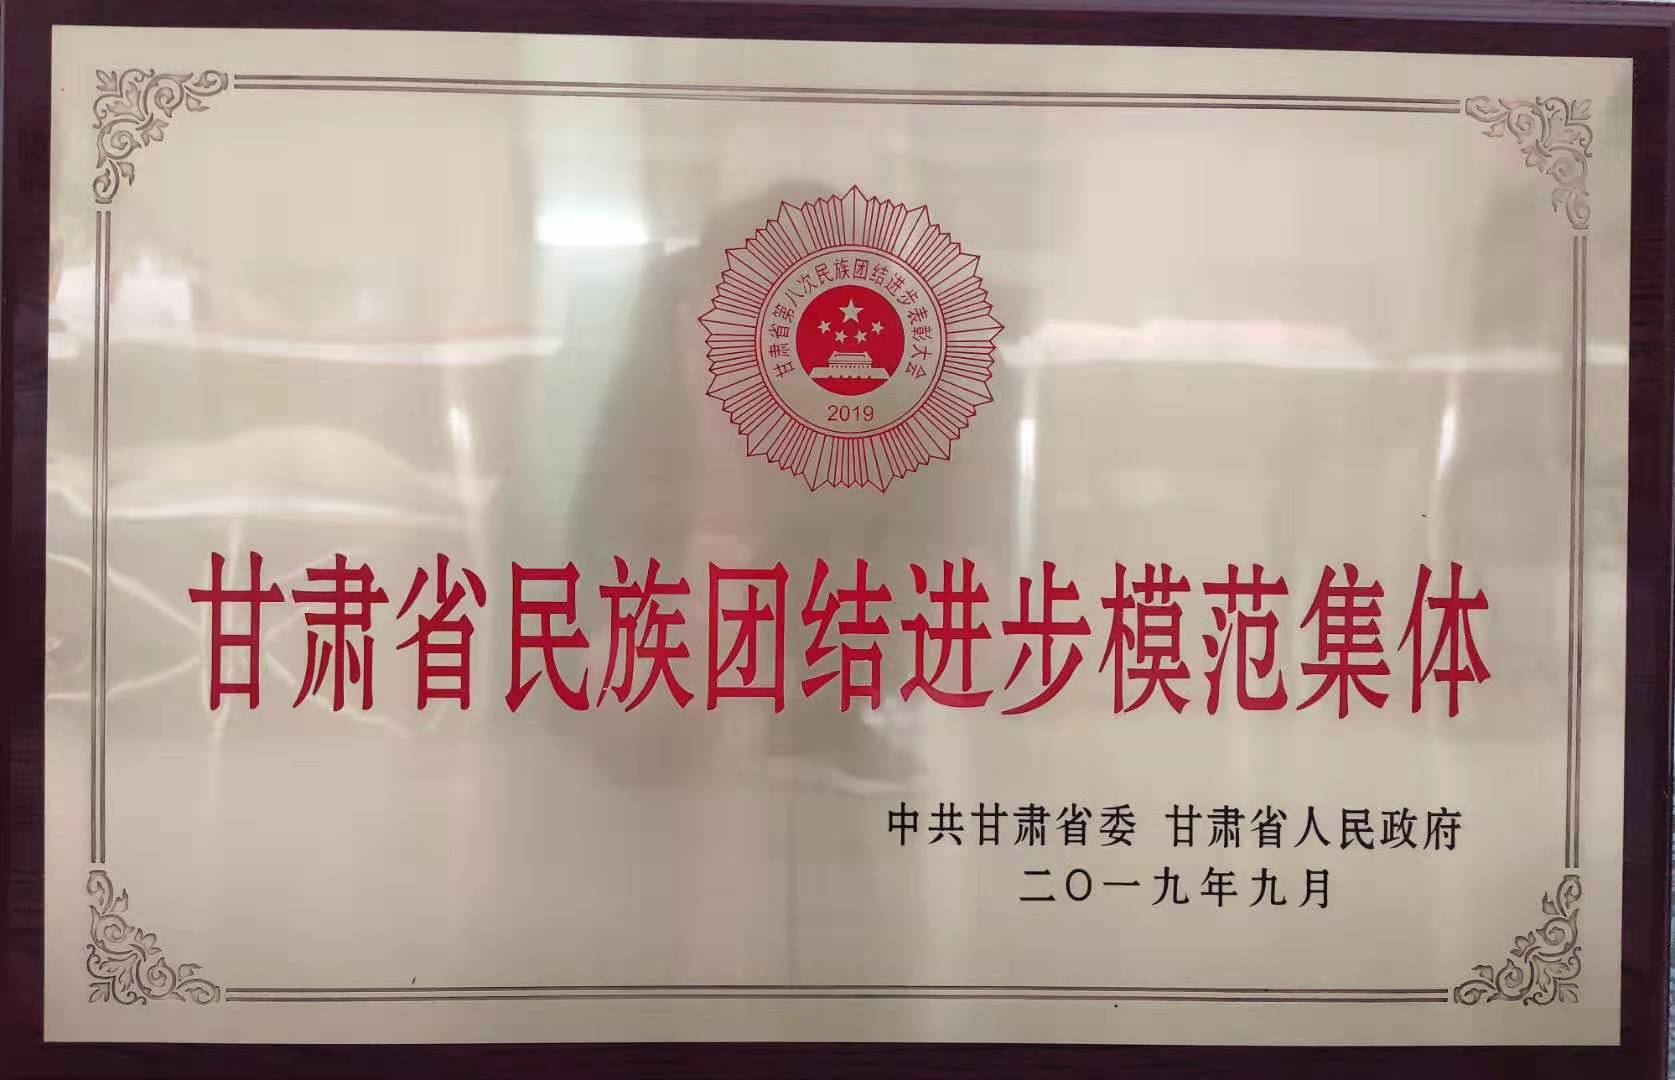 甘肃省第八次民族团结进步表彰大会
2019
甘肃省民族团结进步模范集体
中共甘肃省委 甘肃省人民政府
二〇一九年九月